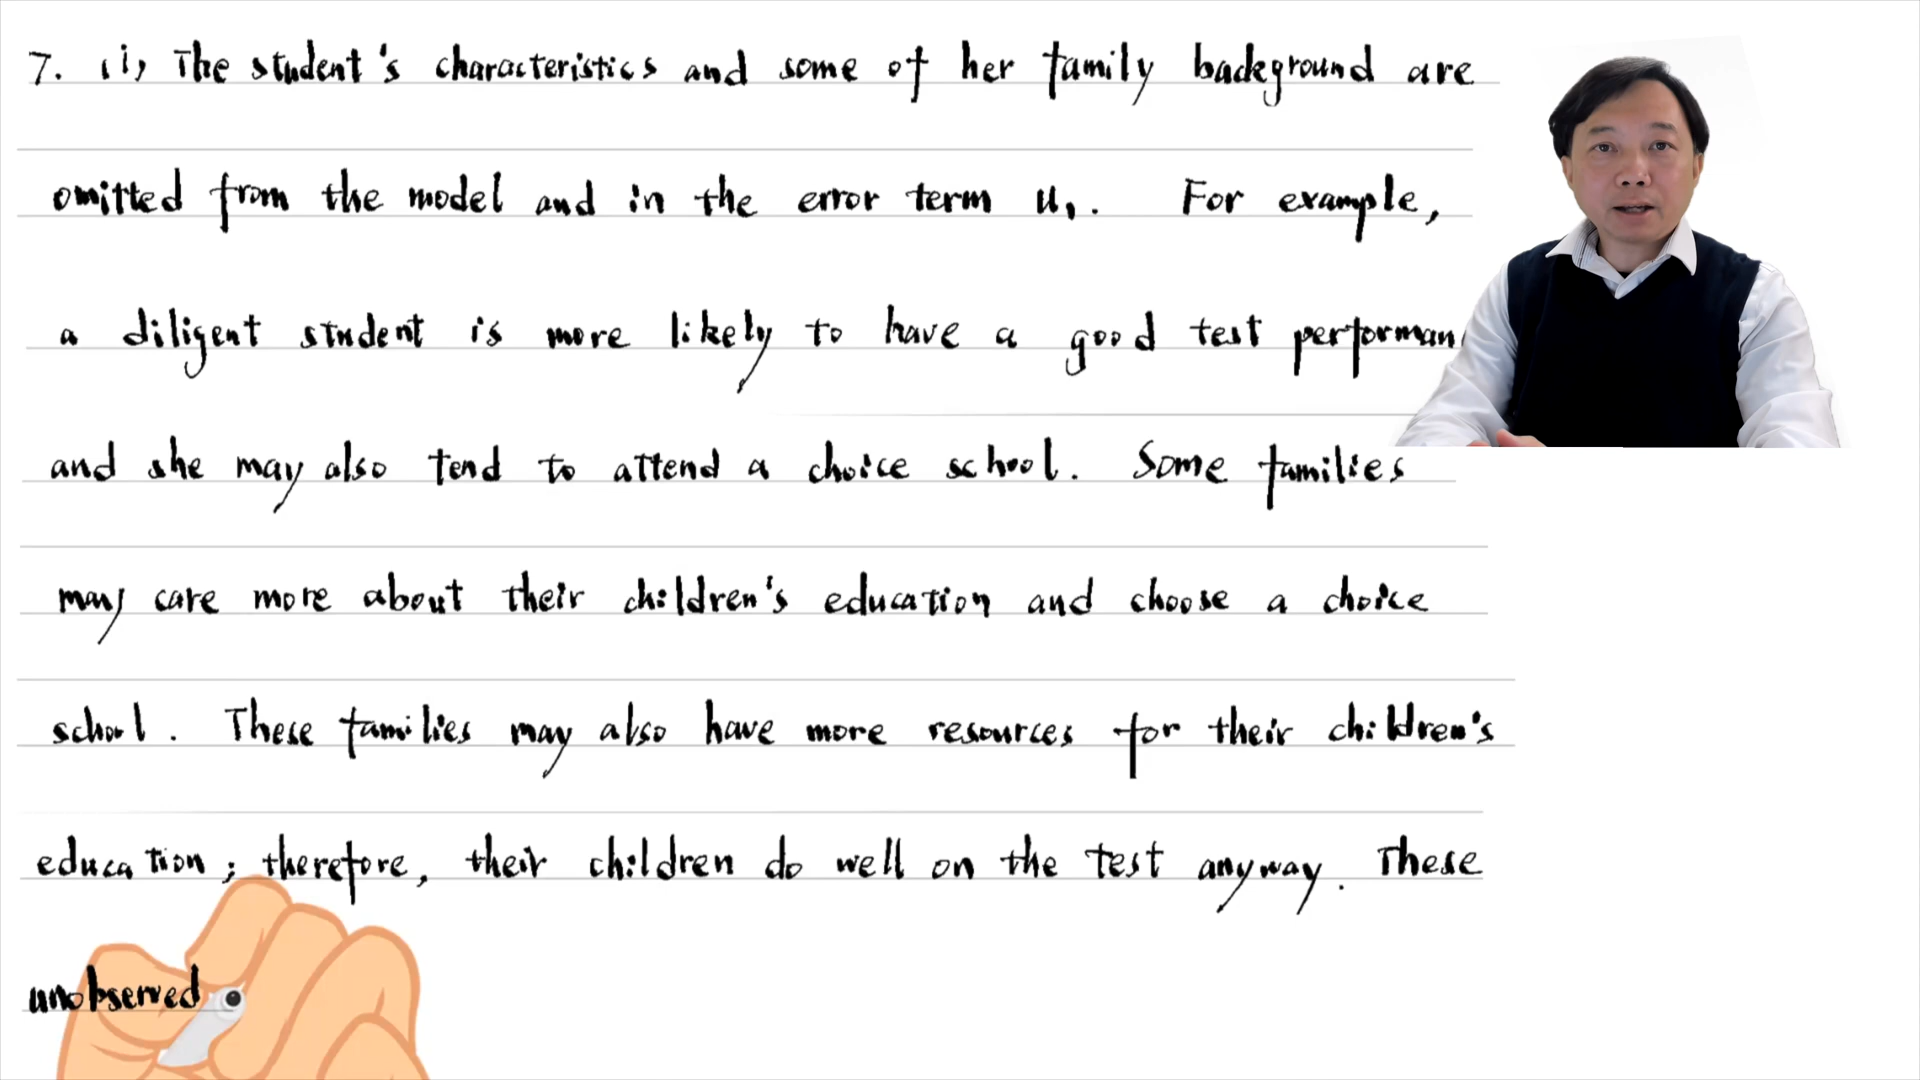 7. (i) The student's characteristics and some of her family background are
omitted from the model and in the error term u₁. For example,
a diligent student is more likely to have a good test performan
and she may also tend to attend a choice school. Some families
may care more about their children's education and choose a choice
school. These families may also have more resources for their children's
education; therefore, their children do well on the test anyway. These
unobserved